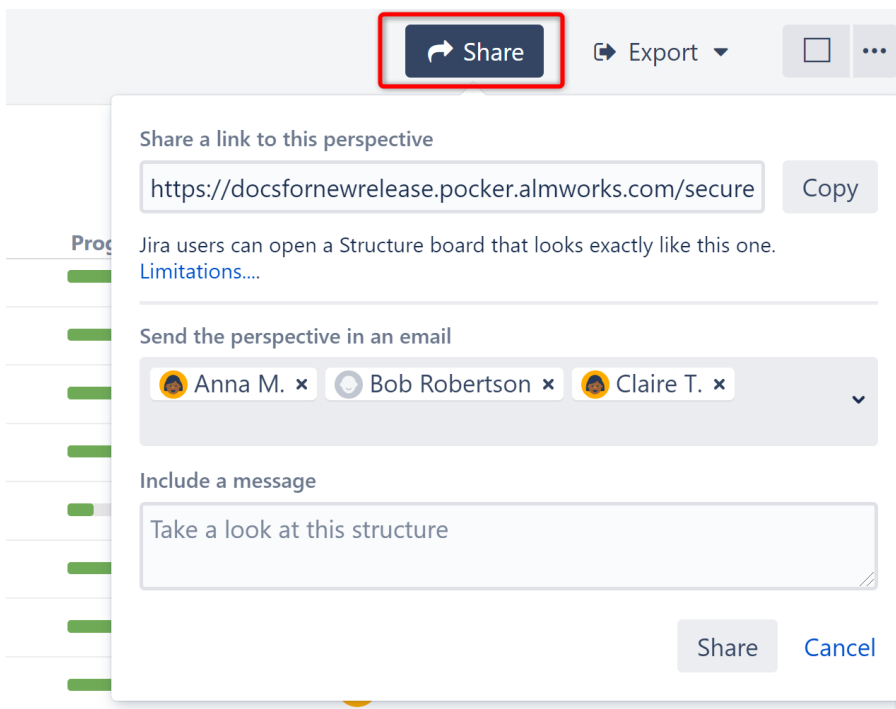 Share
Export
•••
Share a link to this perspective
https://docsfornewrelease.pocker.almworks.com/secure
Copy
Prog
Jira users can open a Structure board that looks exactly like this one.
Limitations....
Send the perspective in an email
Anna M. × Bob Robertson × Claire T. ×
Include a message
Take a look at this structure
Share Cancel